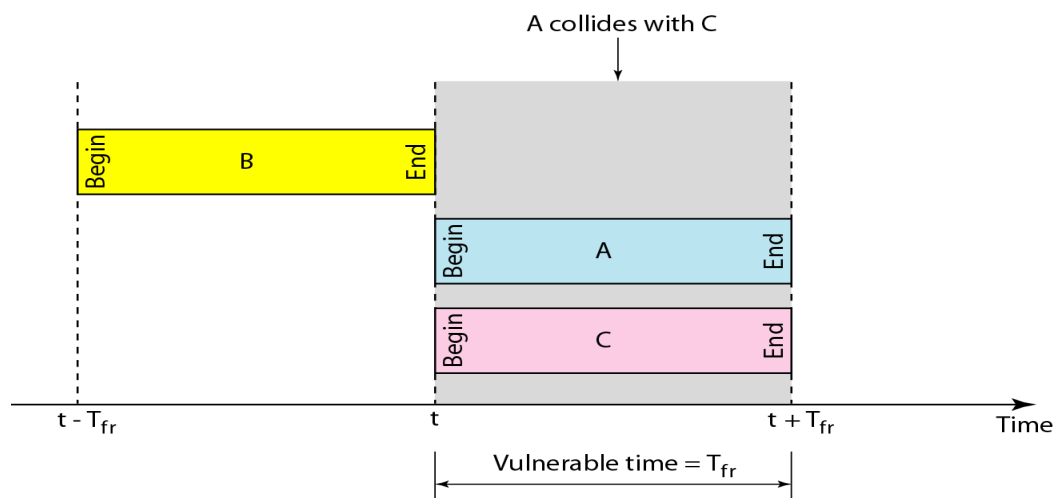 A collides with C
Begin
B
End
Begin
A
End
Begin
C
End
t - Tfr
t
t + Tfr
Time
Vulnerable time = Tfr